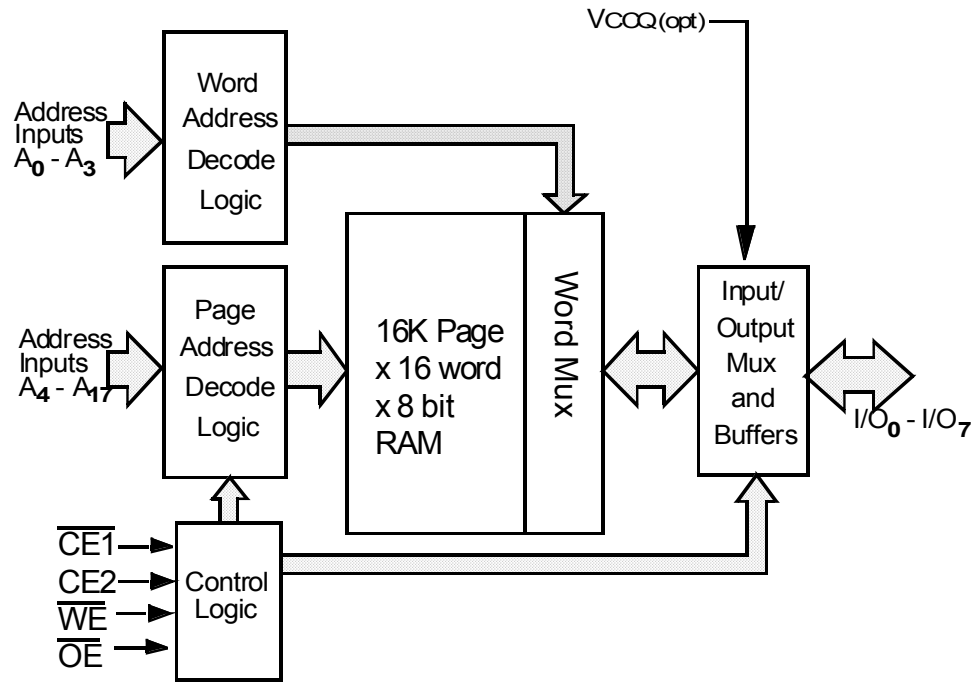 VCCQ(opt)
Word
Address
Decode
Logic
Address
Inputs
A0 - A3
Page
Address
Decode
Logic
Address
Inputs
A4 - A17
16K Page
x 16 word
x 8 bit
RAM
Word Mux
Input/
Output
Mux
and
Buffers
I/O0 - I/O7
CE1
CE2
WE
OE
Control
Logic